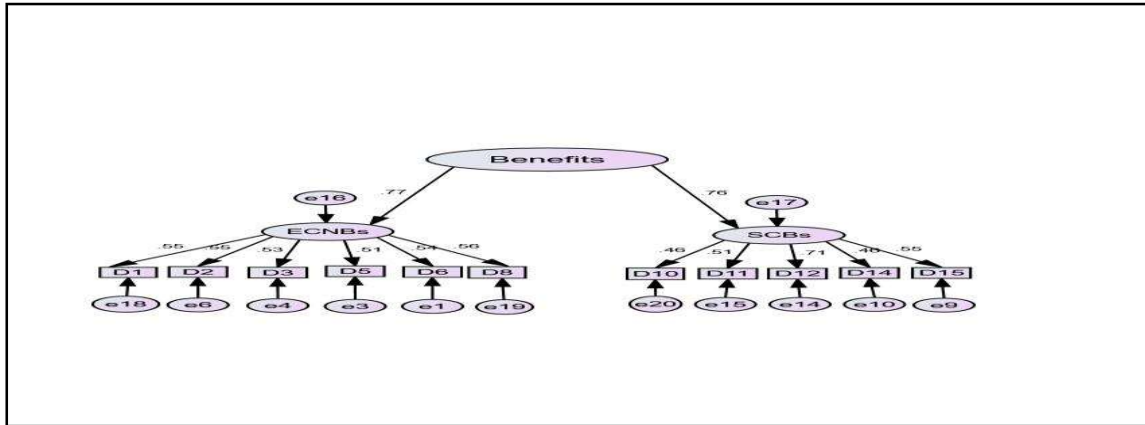 Benefits
.77 .76
e16 e17
ECNBs SCBs
.55 .55 .53 .51 .54 .56 .46 .51 .71 .46 .55
D1 D2 D3 D5 D6 D8 D10 D11 D12 D14 D15
e18 e6 e4 e3 e1 e19 e20 e15 e14 e10 e9